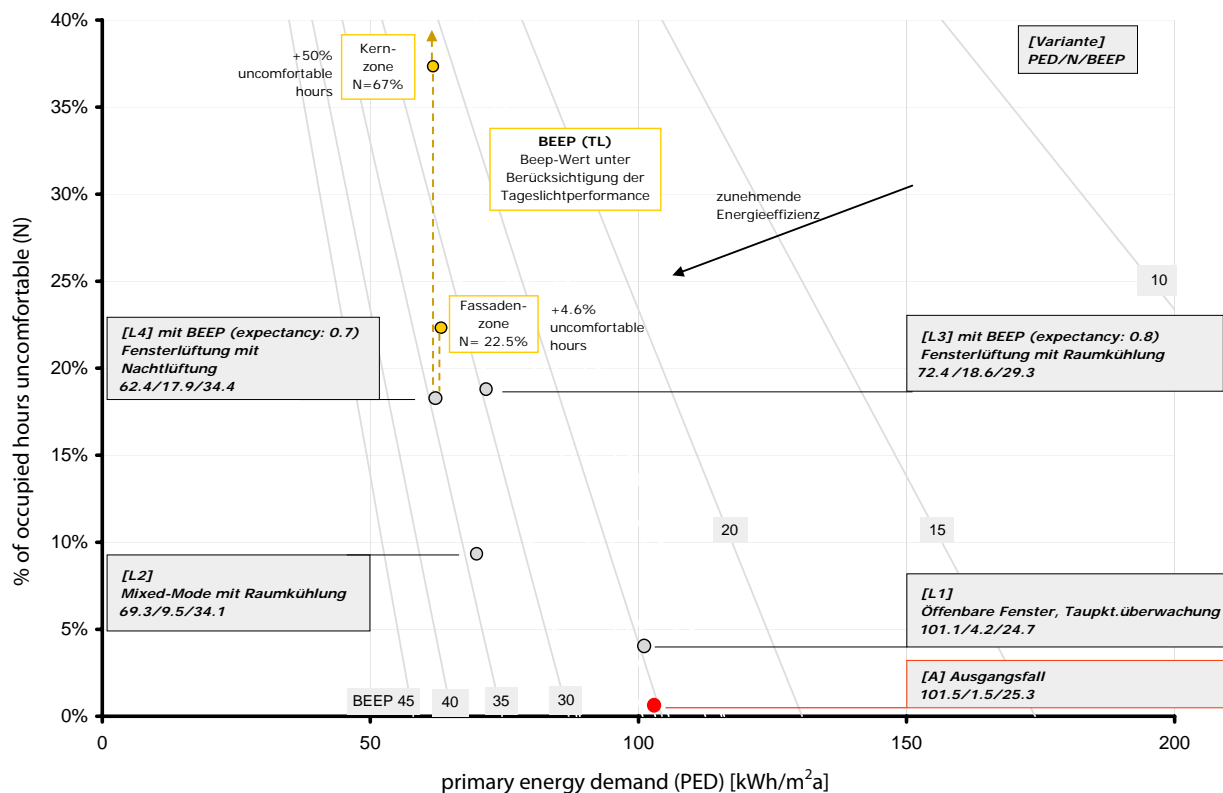 40%
35%
30%
25%
20%
15%
10%
5%
0%
% of occupied hours uncomfortable (N)
+50%
uncomfortable
hours
Kern-
zone
N=67%
[Variante]
PED/N/BEEP
BEEP (TL)
Beep-Wert unter
Berücksichtigung der
Tageslichtperformance
zunehmende
Energieeffizienz
10
Fassaden-
zone
N= 22.5%
+4.6%
uncomfortable
hours
[L4] mit BEEP (expectancy: 0.7)
Fensterlüftung mit
Nachtlüftung
62.4/17.9/34.4
[L3] mit BEEP (expectancy: 0.8)
Fensterlüftung mit Raumkühlung
72.4 /18.6/29.3
20
15
[L2]
Mixed-Mode mit Raumkühlung
69.3/9.5/34.1
[L1]
Öffenbare Fenster, Taupkt.überwachung
101.1/4.2/24.7
[A] Ausgangsfall
101.5/1.5/25.3
BEEP 45
40
35
30
0
50
100
150
200
primary energy demand (PED) [kWh/m²a]